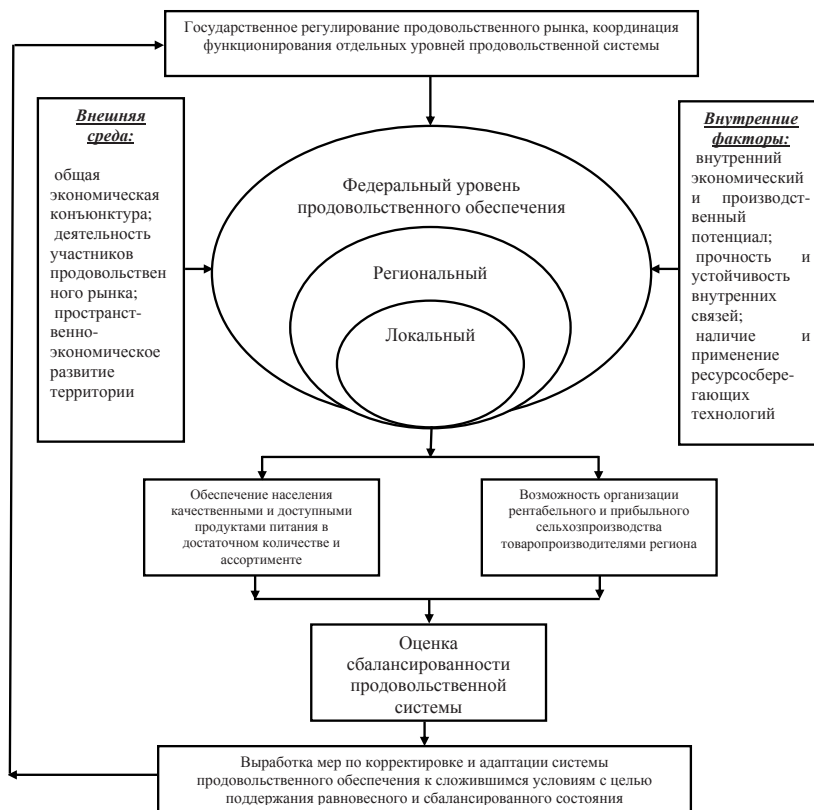 Государственное регулирование продовольственного рынка, координация
функционирования отдельных уровней продовольственной системы
Внешняя
среда:
общая
экономическая
конъюнктура;
деятельность
участников
продовольствен
ного рынка;
пространст-
венно-
экономическое
развитие
территории
Федеральный уровень
продовольственного обеспечения
Региональный
Локальный
Внутренние
факторы:
внутренний
экономический
и производст-
венный
потенциал;
прочность и
устойчивость
внутренних
связей;
наличие и
применение
ресурсосбере-
гающих
технологий
Обеспечение населения
качественными и доступными
продуктами питания в
достаточном количестве и
ассортименте
Возможность организации
рентабельного и прибыльного
сельхозпроизводства
товаропроизводителями региона
Оценка
сбалансированности
продовольственной
системы
Выработка мер по корректировке и адаптации системы
продовольственного обеспечения к сложившимся условиям с целью
поддержания равновесного и сбалансированного состояния